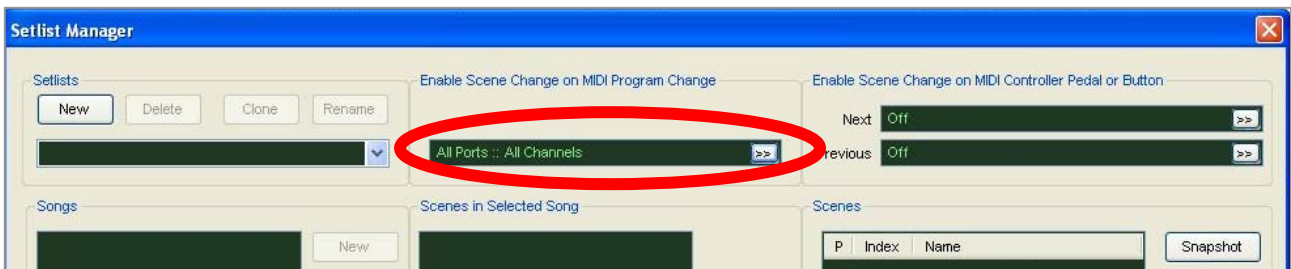 Setlist Manager
Setlists
New Delete Clone Rename
Enable Scene Change on MIDI Program Change
All Ports :: All Channels >>
Enable Scene Change on MIDI Controller Pedal or Button
Next Off >>
Previous Off >>
Songs
New
Scenes in Selected Song
Scenes
P Index Name
Snapshot